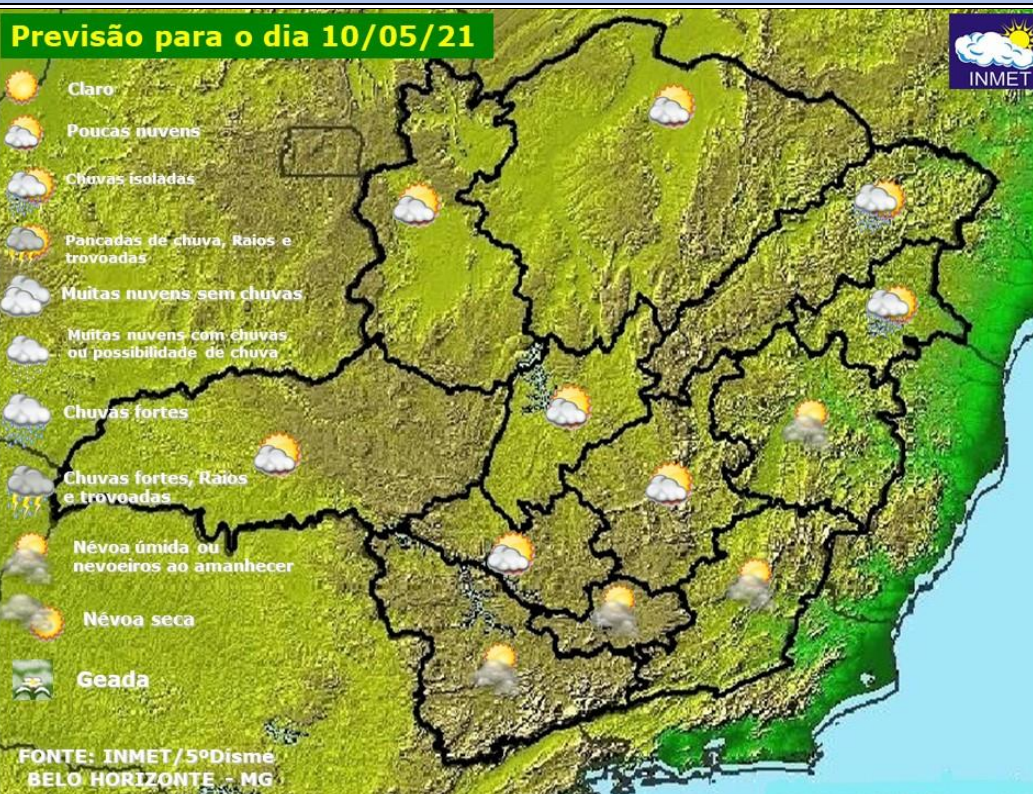 Previsão para o dia 10/05/21
INMET
Claro
Poucas nuvens
Chuvas isoladas
Pancadas de chuva, Raios e
trovoadas
Muitas nuvens sem chuvas
Muitas nuvens com chuvas
ou possibilidade de chuva
Chuvas fortes
Chuvas fortes, Raios
e trovoadas
Névoa úmida ou
nevoeiros ao amanhecer
Névoa seca
Geada
FONTE: INMET/5ºDisme
BELO HORIZONTE - MG